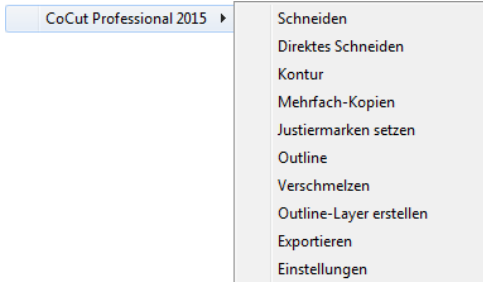 CoCut Professional 2015
Schneiden
Direktes Schneiden
Kontur
Mehrfach-Kopien
Justiermarken setzen
Outline
Verschmelzen
Outline-Layer erstellen
Exportieren
Einstellungen